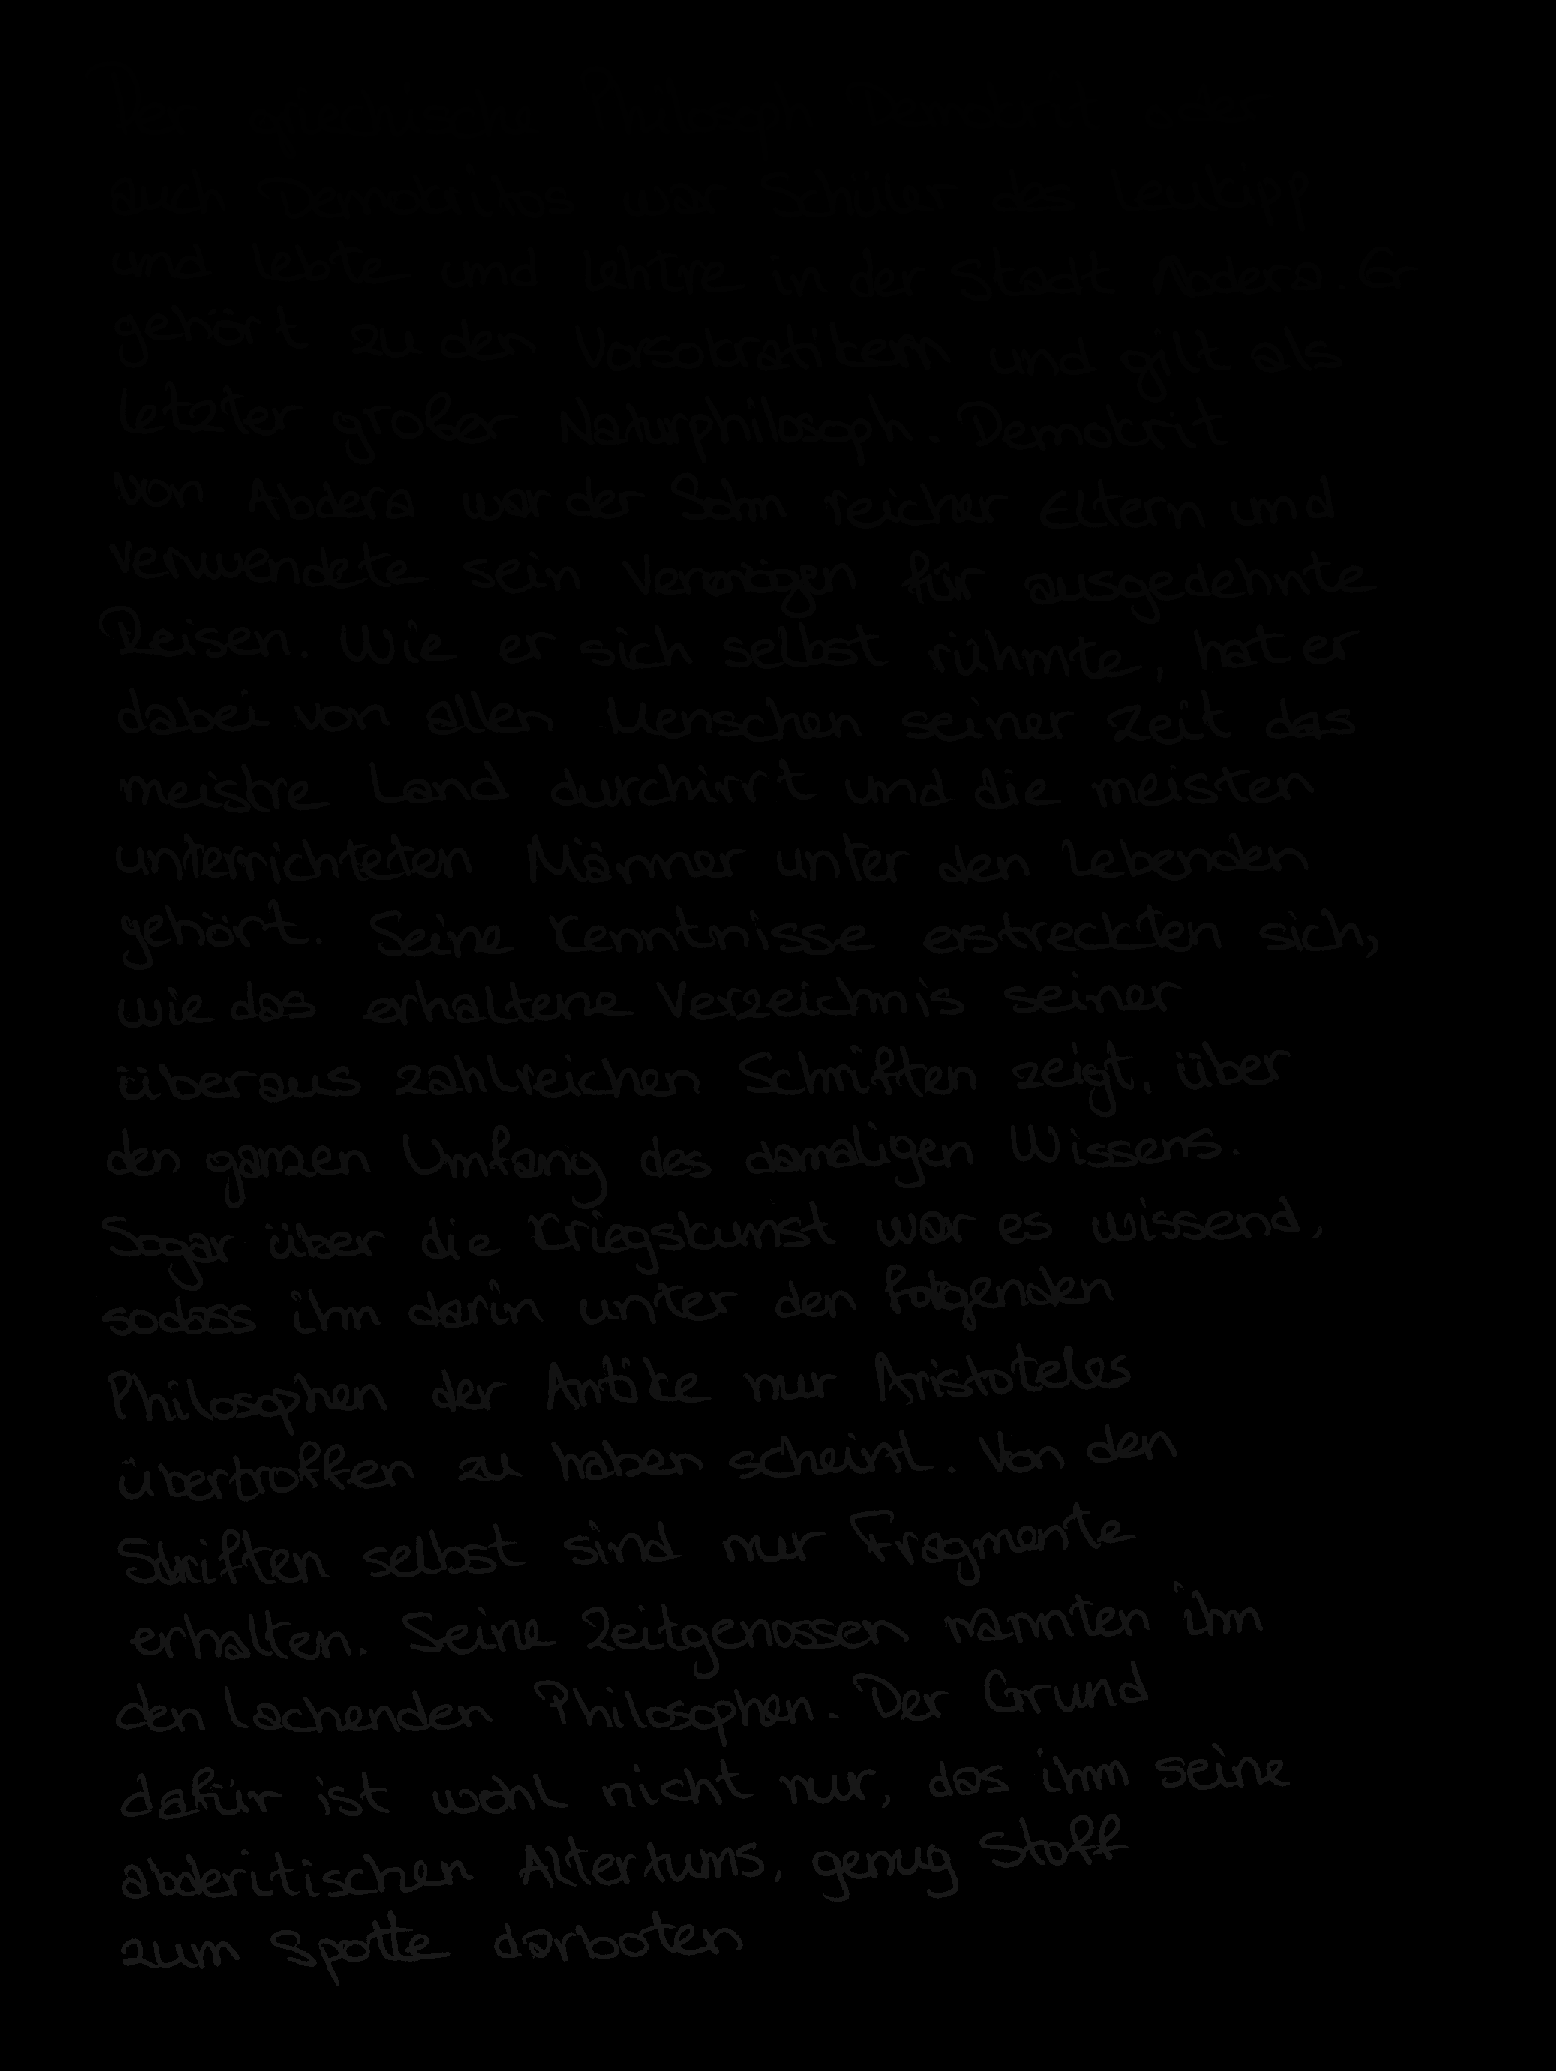 Der griechische Philosoph Demokrit oder
auch Demokritos war Schüler des Leukipp
und lebte und lehrte in der Stadt Abdera. Er
gehört zu den Vorsokratikern und gilt als
letzter großer Naturphilosoph. Demokrit
von Abdera war der Sohn reicher Eltern und
verwendete sein Vermögen für ausgedehnte
Reisen. Wie er sich selbst rühmte, hat er
dabei von allen Menschen seiner Zeit das
meiste Land durchirrt und die meisten
unterrichteten Männer unter den Lebenden
gehört. Seine Kenntnisse erstreckten sich,
wie das erhaltene Verzeichnis seiner
überaus zahlreichen Schriften zeigt, über
den ganzen Umfang des damaligen Wissens.
Sogar über die Kriegskunst war es wissend,
sodass ihm darin unter den folgenden
Philosophen der Antike nur Aristoteles
übertroffen zu haben scheint. Von den
Schriften selbst sind nur Fragmente
erhalten. Seine Zeitgenossen nannten ihn
den lachenden Philosophen. Der Grund
dafür ist wohl nicht nur, das ihm seine
abderitischen Altertums, genug Stoff
zum Spotte darboten